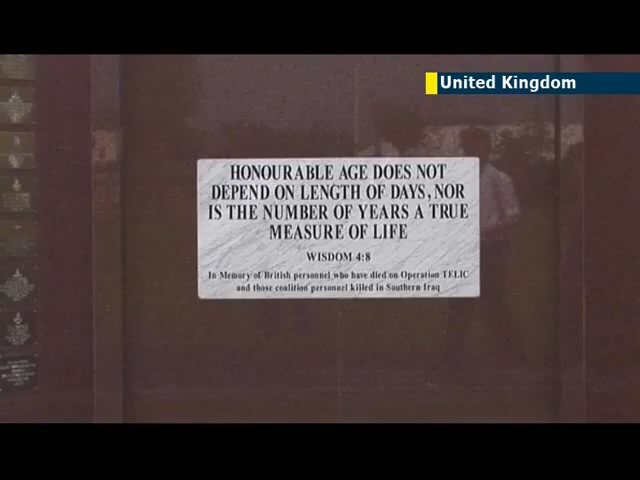 United Kingdom
HONOURABLE AGE DOES NOT
DEPEND ON LENGTH OF DAYS, NOR
IS THE NUMBER OF YEARS A TRUE
MEASURE OF LIFE
WISDOM 4:8
In Memory of British personnel who have died on Operation TELIC
and those coalition personnel killed in Southern Iraq